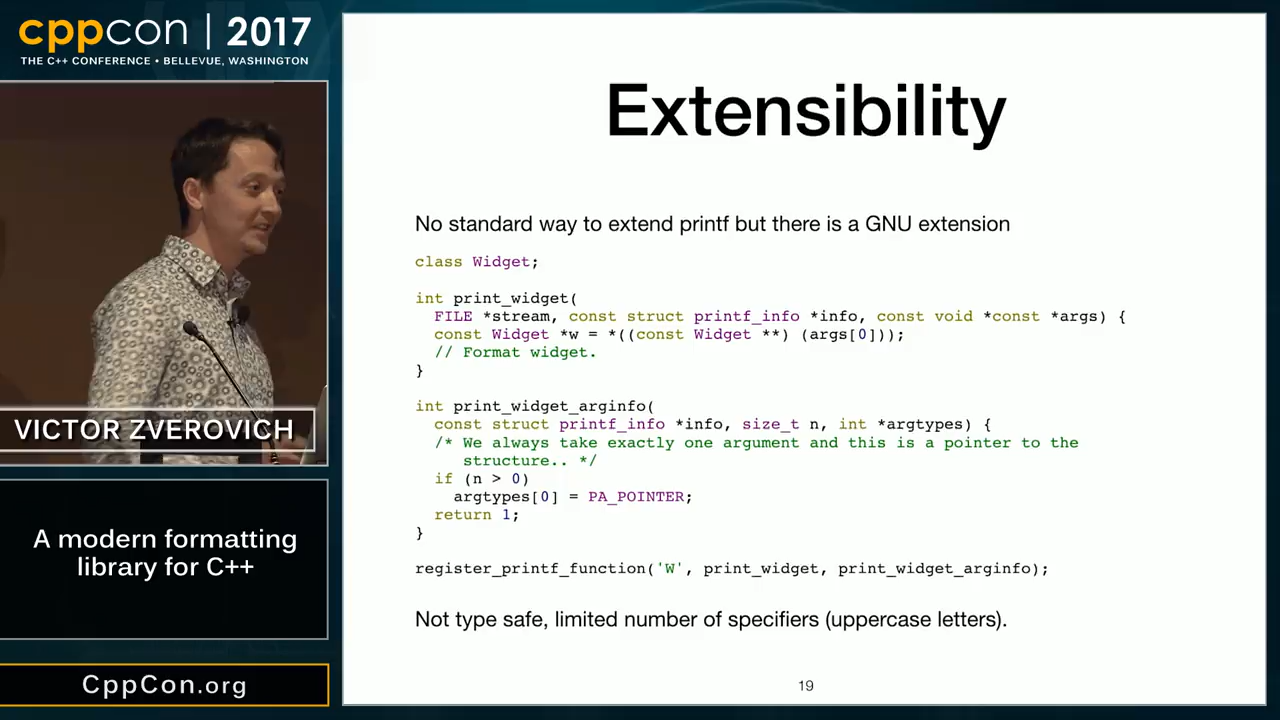 cppcon | 2017
THE C++ CONFERENCE • BELLEVUE, WASHINGTON
VICTOR ZVEROVICH
A modern formatting
library for C++
CppCon.org
Extensibility
No standard way to extend printf but there is a GNU extension
class Widget;
int print_widget(
  FILE *stream, const struct printf_info *info, const void *const *args) {
  const Widget *w = *((const Widget **) (args[0]));
  // Format widget.
}
int print_widget_arginfo(
  const struct printf_info *info, size_t n, int *argtypes) {
  /* We always take exactly one argument and this is a pointer to the
     structure.. */
  if (n > 0)
    argtypes[0] = PA_POINTER;
  return 1;
}
register_printf_function('W', print_widget, print_widget_arginfo);
Not type safe, limited number of specifiers (uppercase letters).
19